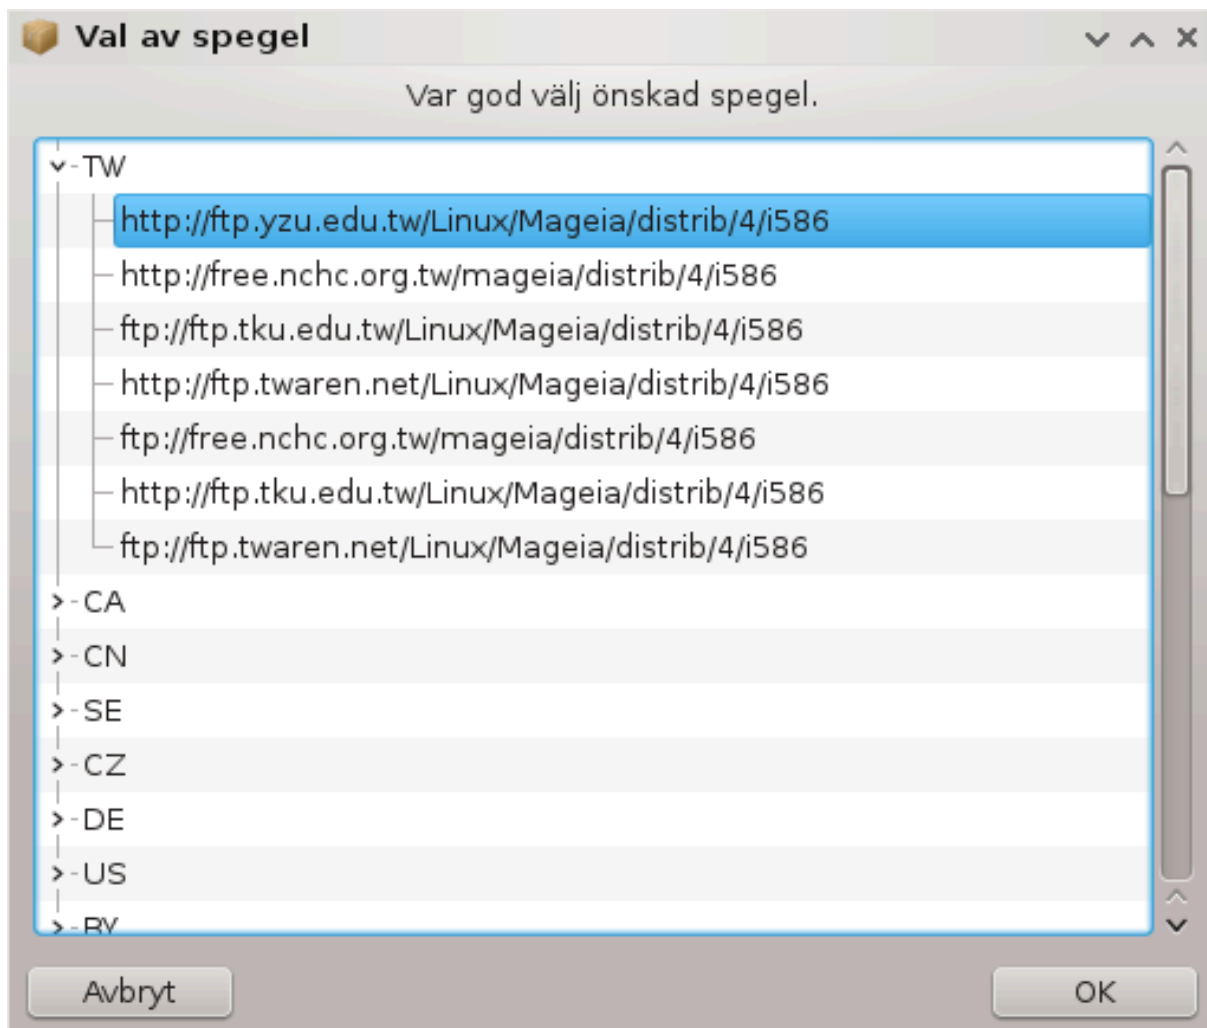 Val av spegel
Var god välj önskad spegel.
TW
http://ftp.yzu.edu.tw/Linux/Mageia/distrib/4/i586
http://free.nchc.org.tw/mageia/distrib/4/i586
ftp://ftp.tku.edu.tw/Linux/Mageia/distrib/4/i586
http://ftp.twaren.net/Linux/Mageia/distrib/4/i586
ftp://free.nchc.org.tw/mageia/distrib/4/i586
http://ftp.tku.edu.tw/Linux/Mageia/distrib/4/i586
ftp://ftp.twaren.net/Linux/Mageia/distrib/4/i586
CA
CN
SE
CZ
DE
US
Avbryt
OK